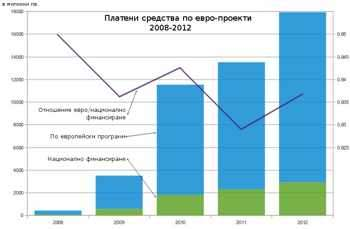 в милиони лв.
Платени средства по евро-проекти
2008-2012
18000
16000
14000
12000
10000
8000
6000
4000
2000
0
Отношение евро/национално
финансиране
По европейски програми
Национално финансиране
2008
2009
2010
2011
2012